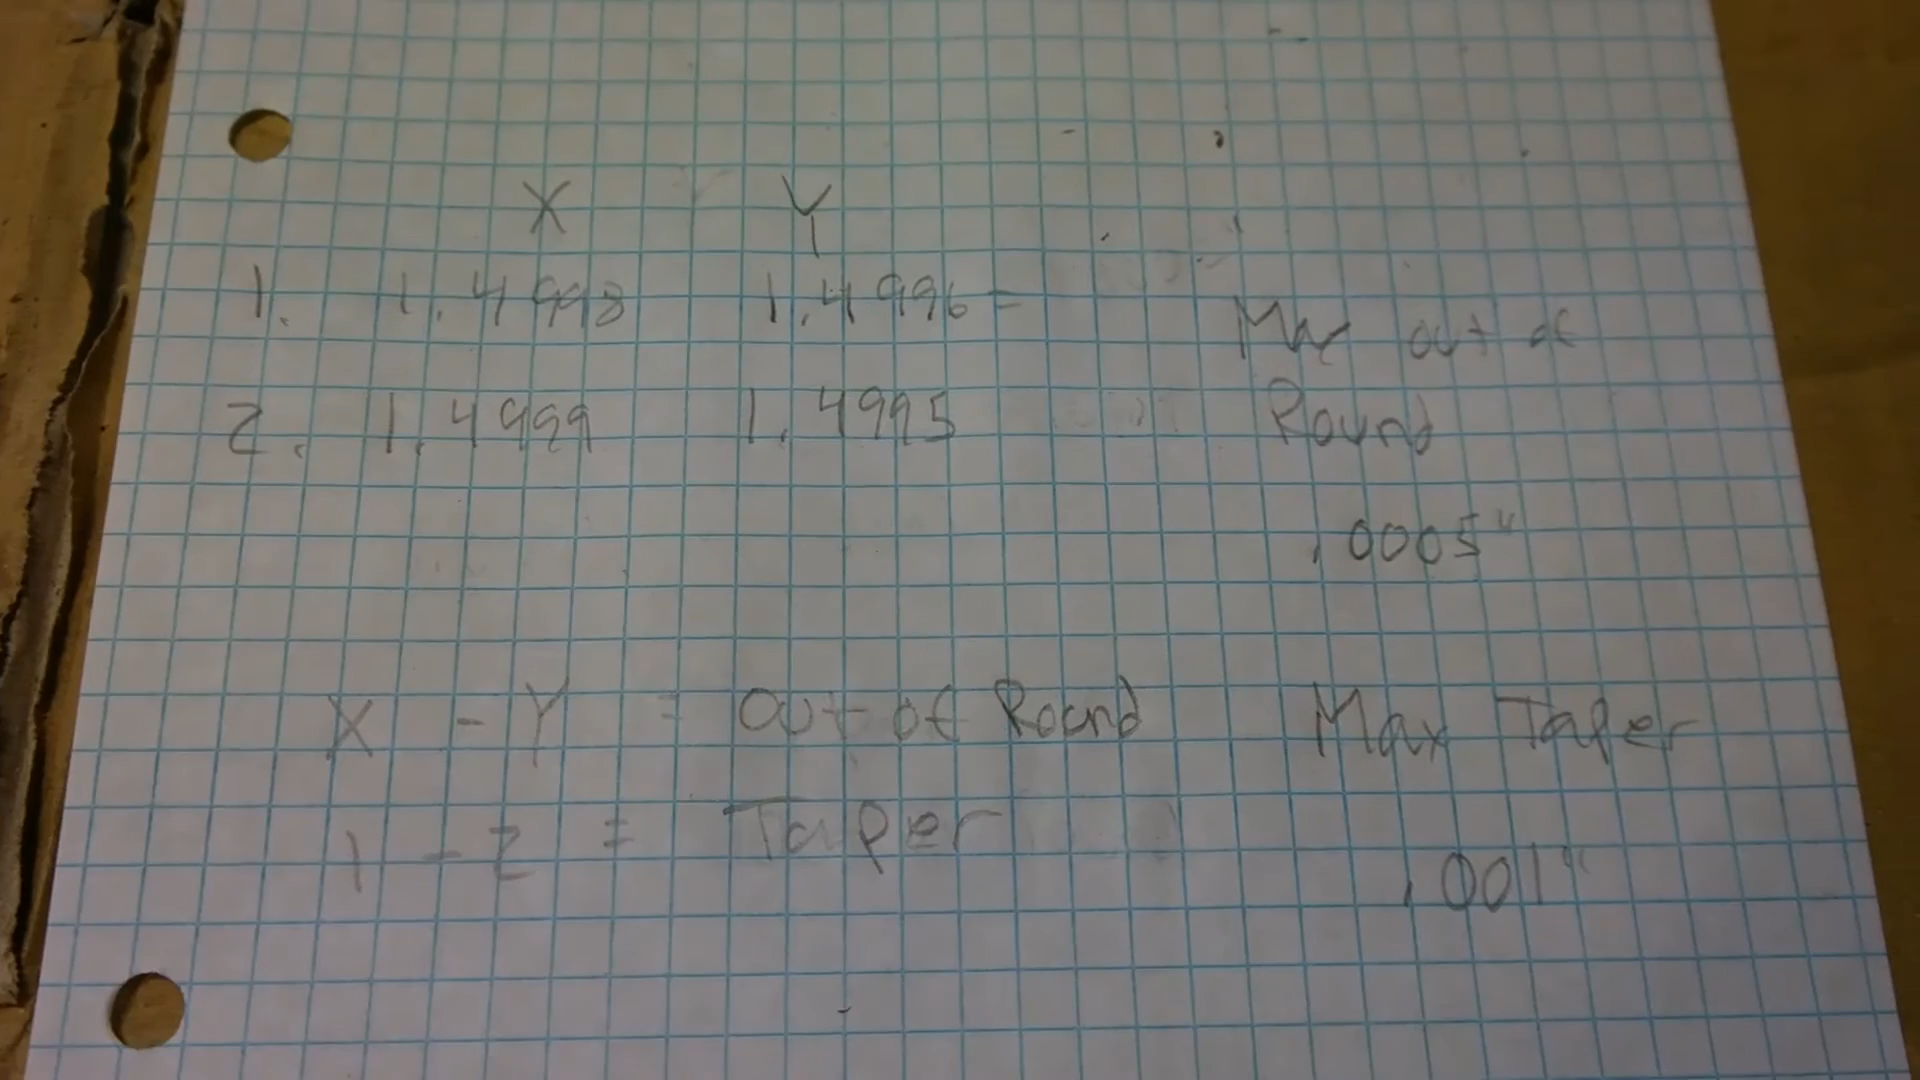 X Y
1. 1.4998 1.4996 =
2. 1.4999 1.4995
Max out of
Round
.0005"
X - Y = Out of Round
1 - 2 = Taper
Max Taper
.001"